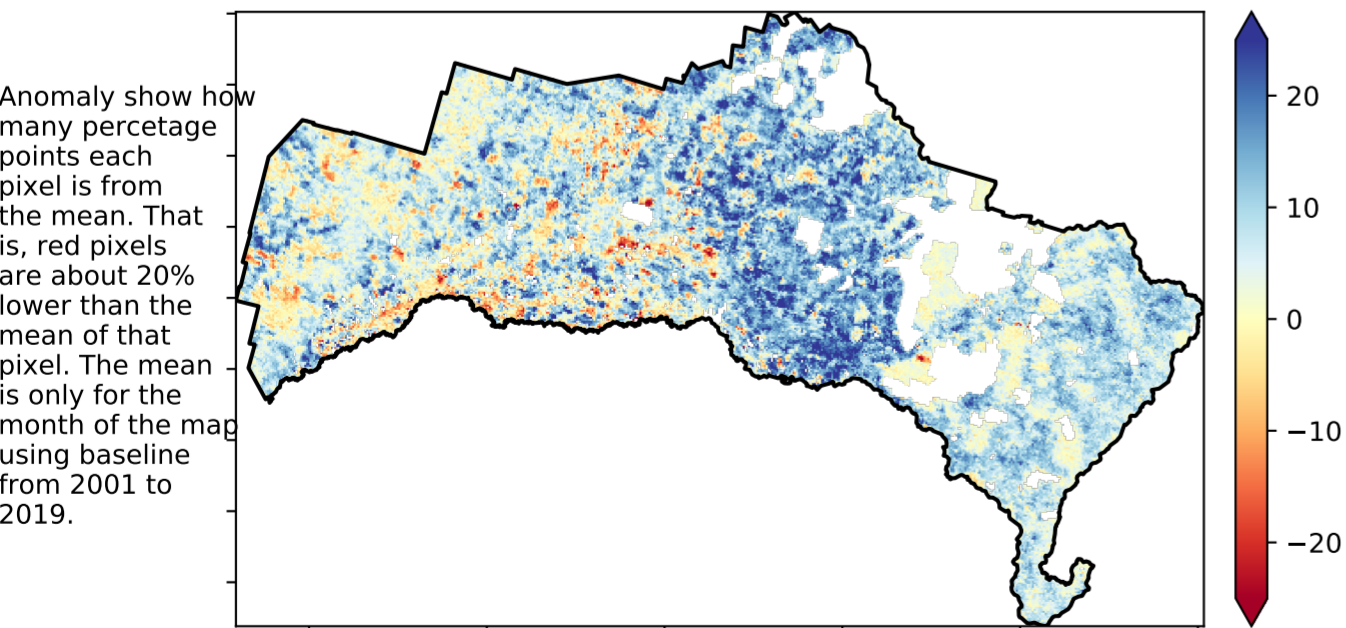 Anomaly show how
many percetage
points each
pixel is from
the mean. That
is, red pixels
are about 20%
lower than the
mean of that
pixel. The mean
is only for the
month of the map
using baseline
from 2001 to
2019.
20
10
0
−10
−20